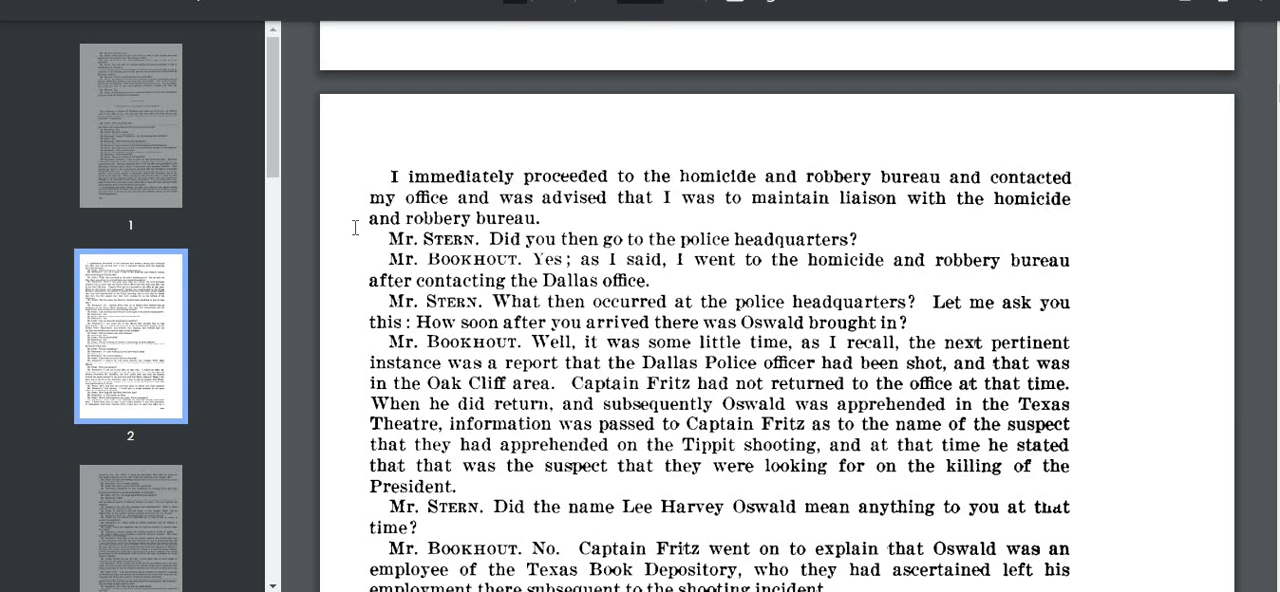 I immediately proceeded to the homicide and robbery bureau and contacted
my office and was advised that I was to maintain liaison with the homicide
and robbery bureau.
Mr. STERN. Did you then go to the police headquarters?
Mr. BOOKHOUT. Yes; as I said, I went to the homicide and robbery bureau
after contacting the Dallas office.
Mr. STERN. What then occurred at the police headquarters? Let me ask you
this: How soon after you arrived there was Oswald brought in?
Mr. BOOKHOUT. Well, it was some little time, as I recall, the next pertinent
was that a Dallas police officer had been shot, and that was
in the Oak Cliff area. Captain Fritz had not returned to the office at that time.
When he did return, and subsequently Oswald was apprehended in the Texas
Theatre, information was passed to Captain Fritz as to the name of the suspect
that they had apprehended on the Tippit shooting, and at that time he stated
that that was the suspect that they were looking for on the killing of the
President.
Mr. STERN. Did the name Lee Harvey Oswald mean anything to you at that
time?
Mr. BOOKHOUT. No. Captain Fritz went on to explain that Oswald was an
employee of the Texas Book Depository, who they had ascertained left his
employment there subsequent to the shooting incident.
1
2